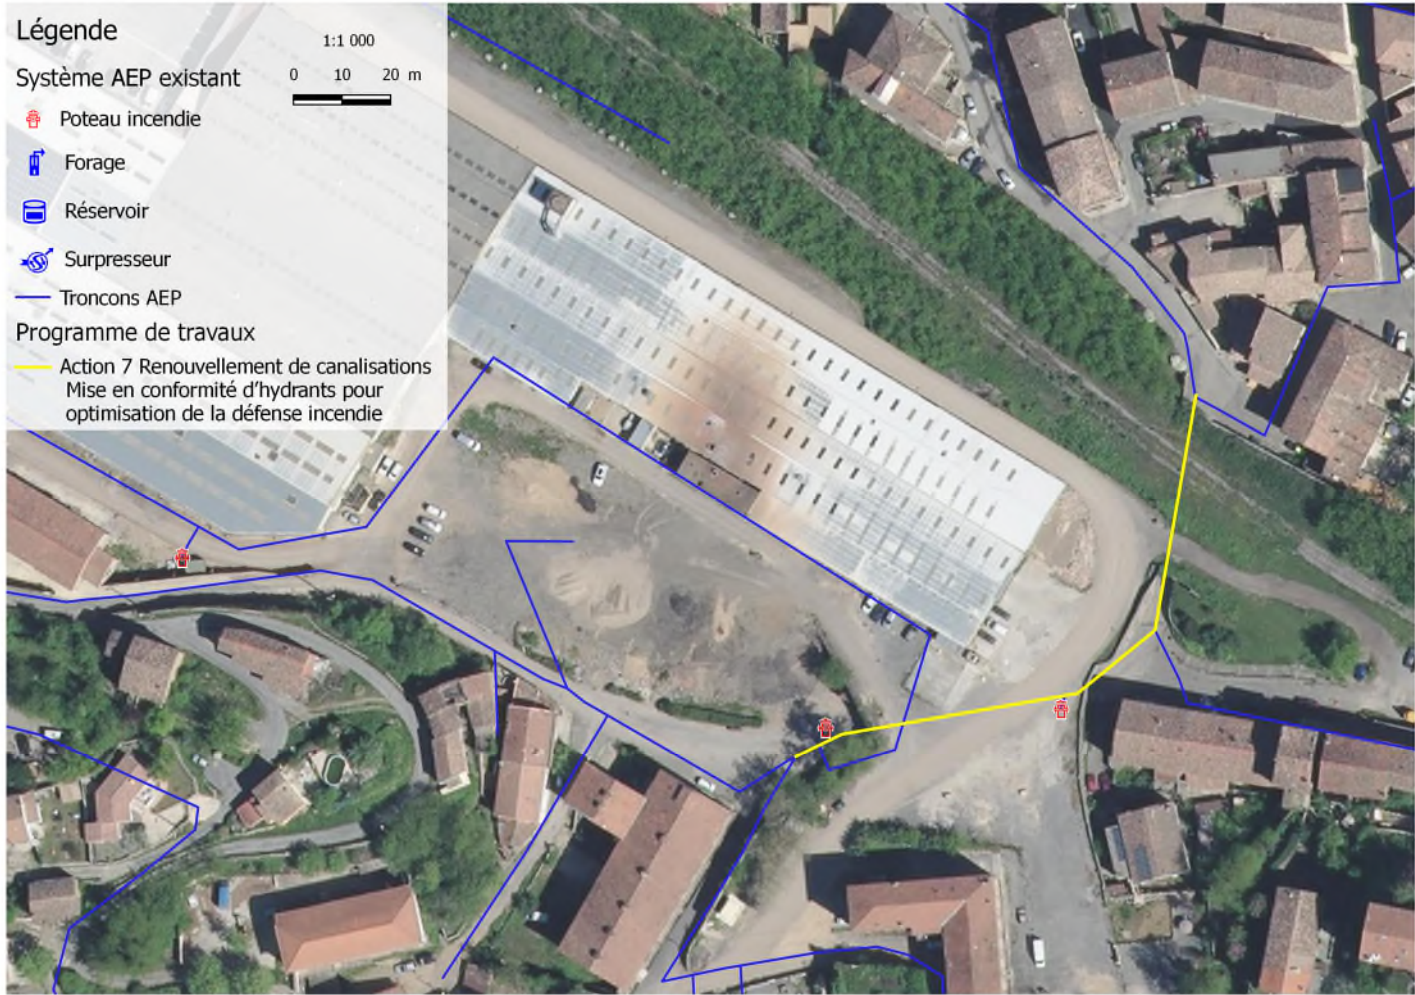 Légende
1:1 000
Système AEP existant
0 10 20 m
Poteau incendie
Forage
Réservoir
Surpresseur
Troncons AEP
Programme de travaux
Action 7 Renouvellement de canalisations
Mise en conformité d'hydrants pour
optimisation de la défense incendie